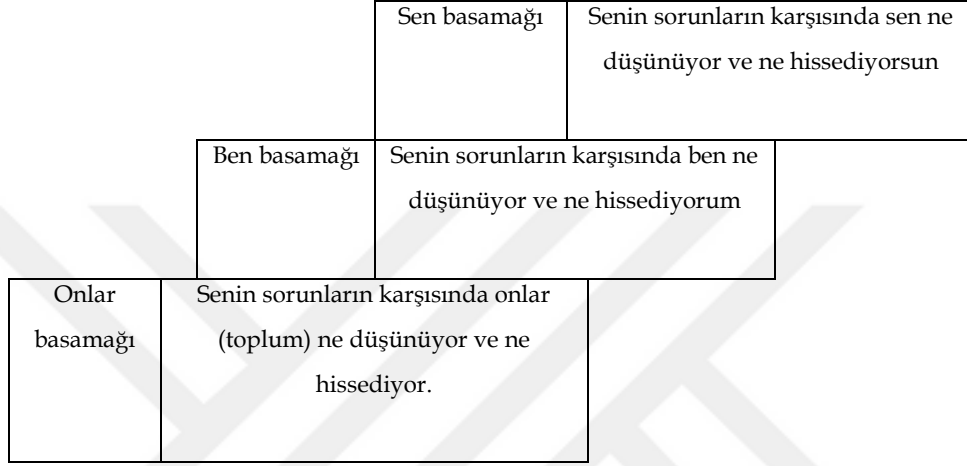 Sen basamağı
Senin sorunların karşısında sen ne
düşünüyor ve ne hissediyorsun
Ben basamağı
Senin sorunların karşısında ben ne
düşünüyor ve ne hissediyorum
Onlar
basamağı
Senin sorunların karşısında onlar
(toplum) ne düşünüyor ve ne
hissediyor.